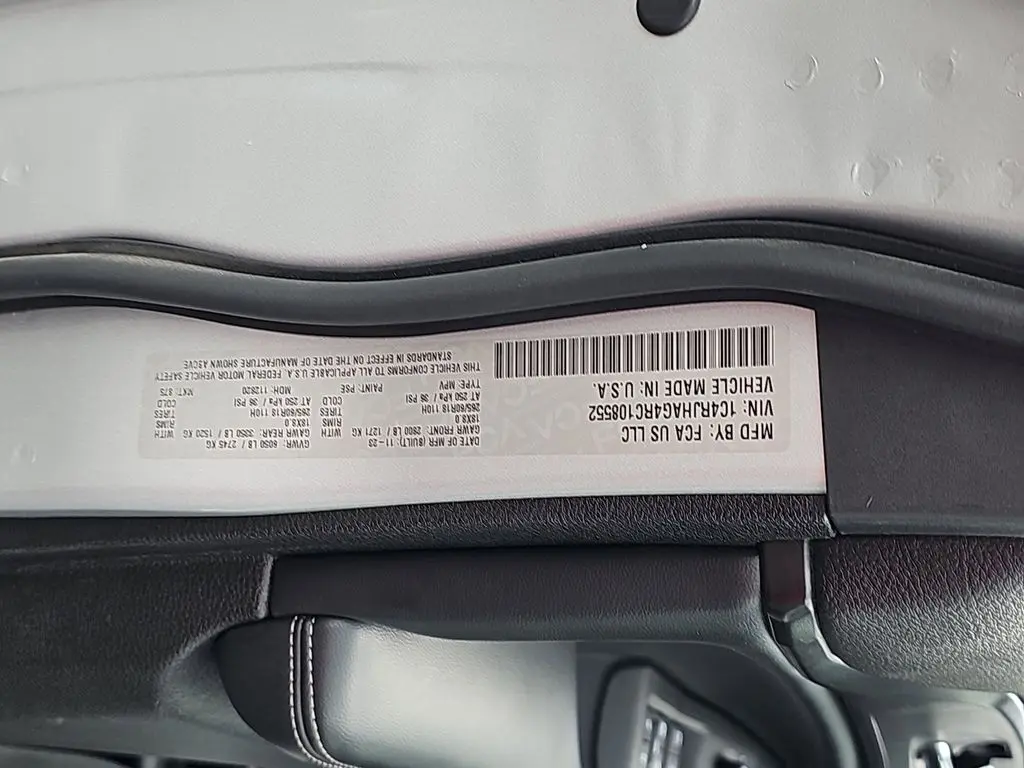 MFD BY: FCA US LLC
VIN: 1C4RJHAG4RC108552
VEHICLE MADE IN: U.S.A.
DATE OF MFR (BUILT): 11-23 GVWR: 6050 LB / 2745 KG
GAWR FRONT: 2800 LB / 1271 KG WITH GAWR REAR: 3350 LB / 1520 KG WITH
18X8.0 RIMS 18X8.0 RIMS
265/60R18 110H TIRES 265/60R18 110H TIRES
AT 250 kPa / 36 PSI COLD AT 250 kPa / 36 PSI COLD
TYPE: MPV PAINT: PSE MDH: 112820 MKT: 875
THIS VEHICLE CONFORMS TO ALL APPLICABLE U.S.A. FEDERAL MOTOR VEHICLE SAFETY
STANDARDS IN EFFECT ON THE DATE OF MANUFACTURE SHOWN ABOVE